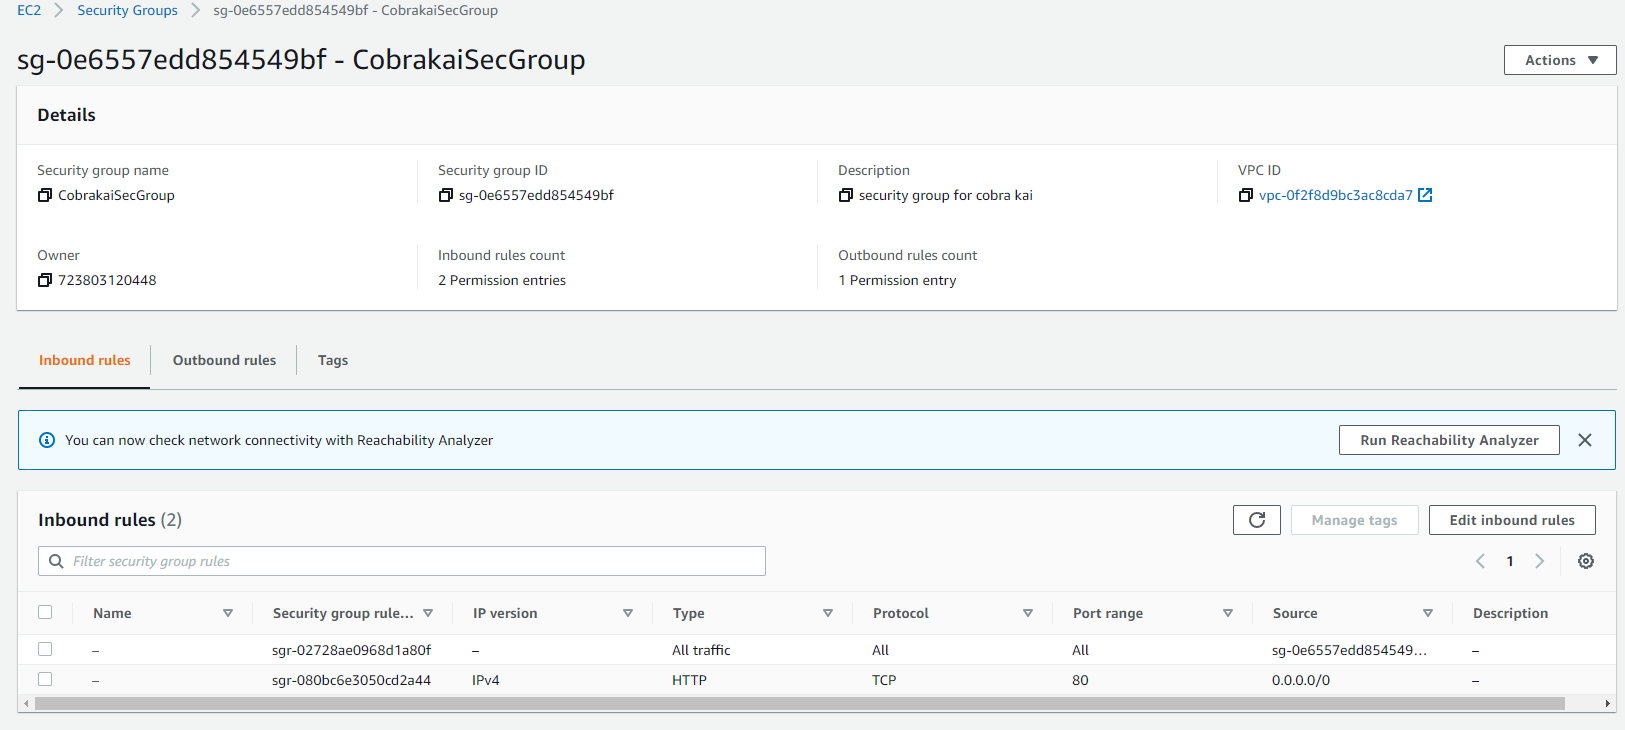 EC2 > Security Groups > sg-0e6557edd854549bf - CobrakaiSecGroup
sg-0e6557edd854549bf - CobrakaiSecGroup
Actions
Details
Security group name
Security group ID
Description
VPC ID
CobrakaiSecGroup
sg-0e6557edd854549bf
security group for cobra kai
vpc-0f2f8d9bc3ac8cda7
Owner
Inbound rules count
Outbound rules count
723803120448
2 Permission entries
1 Permission entry
Inbound rules
Outbound rules
Tags
You can now check network connectivity with Reachability Analyzer
Run Reachability Analyzer
Inbound rules (2)
Manage tags
Edit inbound rules
Filter security group rules
1
Name Security group rule... IP version Type Protocol Port range Source Description
– sgr-02728ae0968d1a80f – All traffic All All sg-0e6557edd854549... –
– sgr-080bc6e3050cd2a44 IPv4 HTTP TCP 80 0.0.0.0/0 –